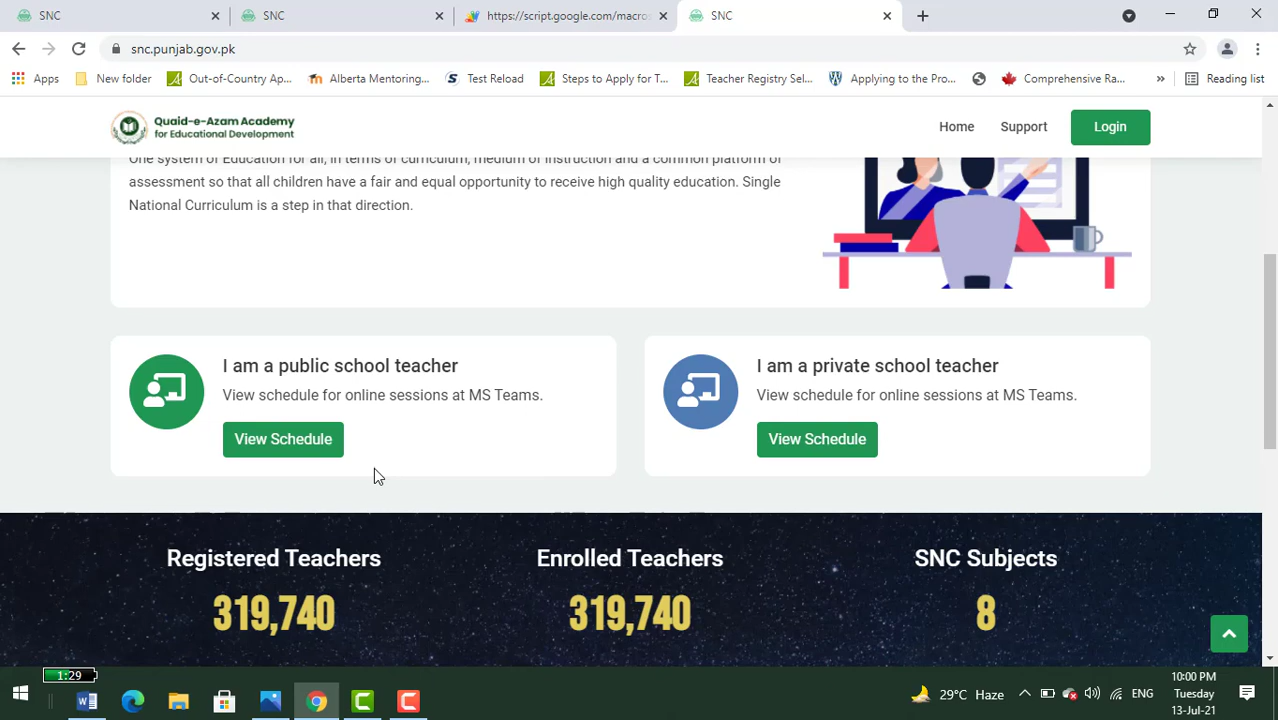 SNC
SNC
https://script.google.com/macros
SNC
snc.punjab.gov.pk
Apps
New folder
Out-of-Country Ap...
Alberta Mentoring...
Test Reload
Steps to Apply for T...
Teacher Registry Sel...
Applying to the Pro...
Comprehensive Ra...
»
Reading list
Quaid-e-Azam Academy
for Educational Development
Home
Support
Login
One system of Education for all, in terms of curriculum, medium of instruction and a common platform of
assessment so that all children have a fair and equal opportunity to receive high quality education. Single
National Curriculum is a step in that direction.
I am a public school teacher
View schedule for online sessions at MS Teams.
View Schedule
I am a private school teacher
View schedule for online sessions at MS Teams.
View Schedule
Registered Teachers
319,740
Enrolled Teachers
319,740
SNC Subjects
8
1:29
29°C Haze
ENG
10:00 PM
Tuesday
13-Jul-21